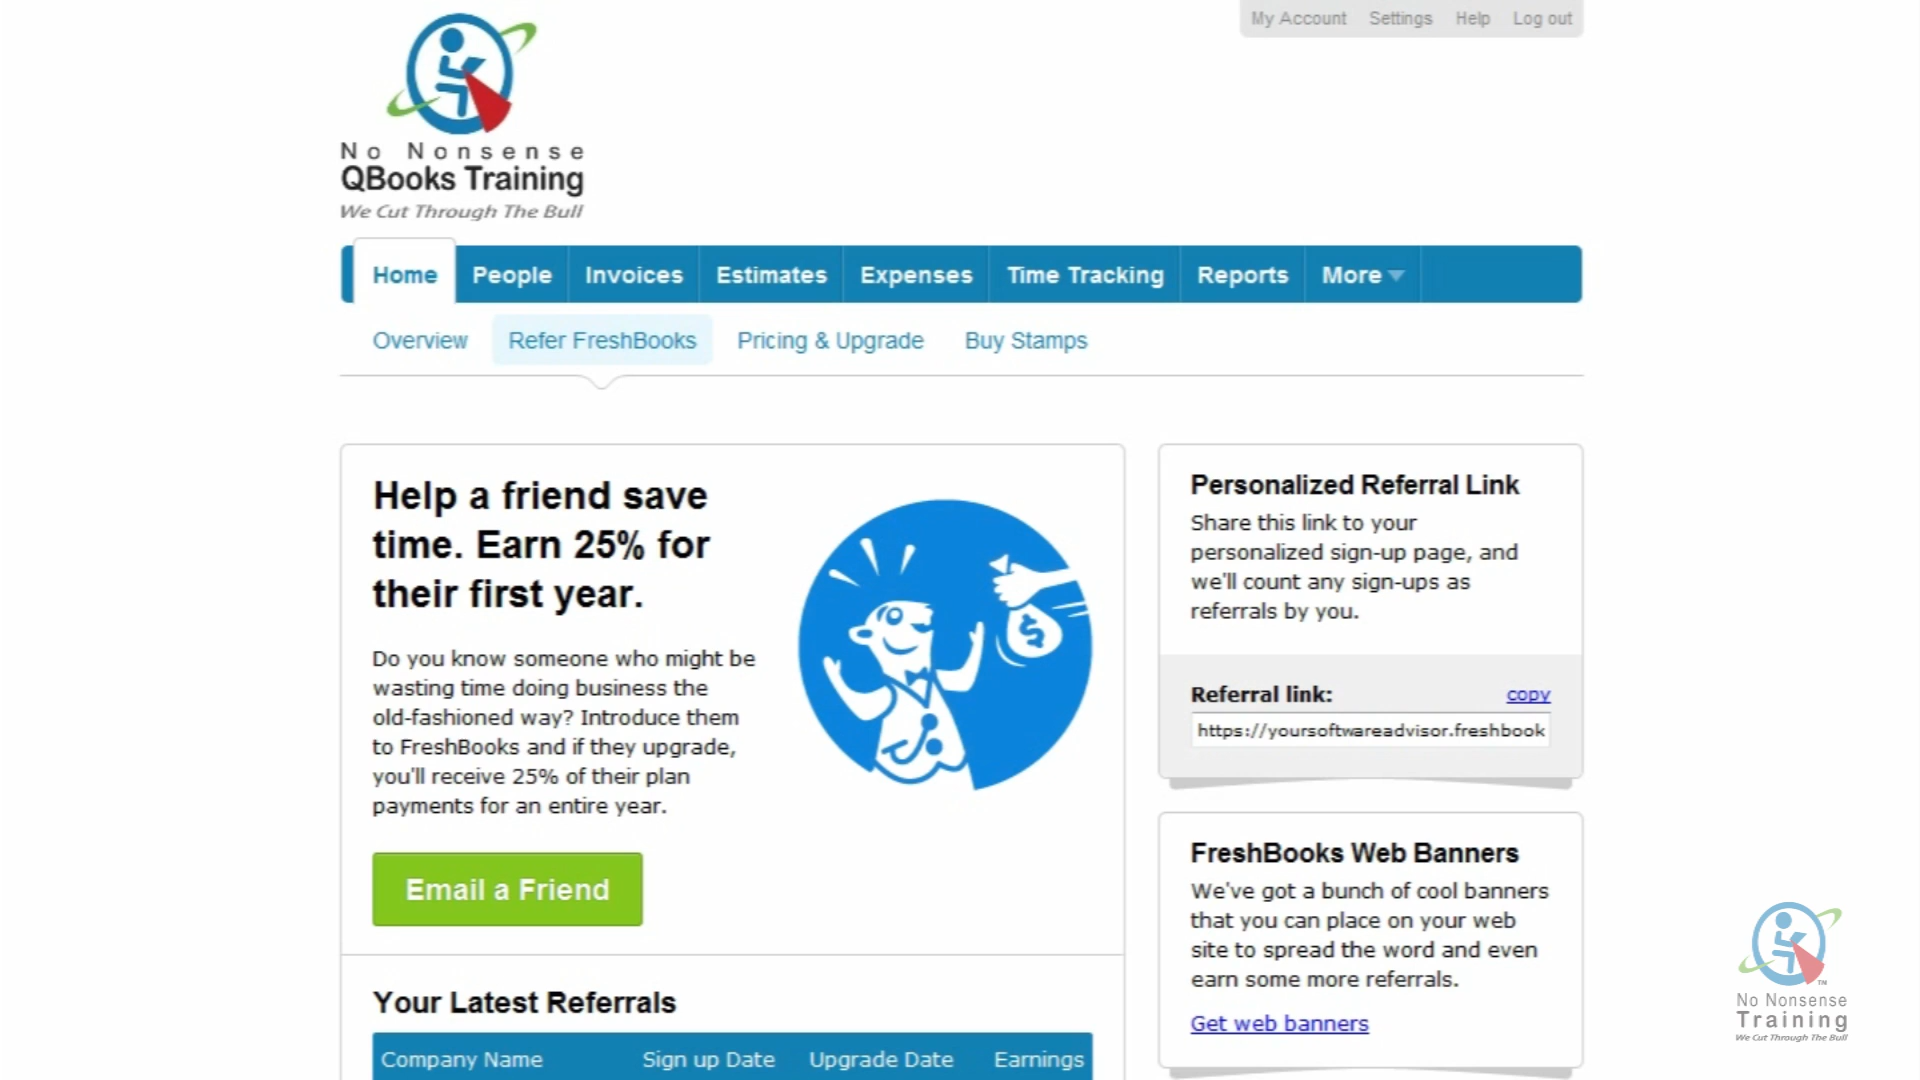 My Account Settings Help Log out
No Nonsense
QBooks Training
We Cut Through The Bull
Home People Invoices Estimates Expenses Time Tracking Reports More
Overview Refer FreshBooks Pricing & Upgrade Buy Stamps
Help a friend save
time. Earn 25% for
their first year.
Do you know someone who might be
wasting time doing business the
old-fashioned way? Introduce them
to FreshBooks and if they upgrade,
you'll receive 25% of their plan
payments for an entire year.
$
Email a Friend
Your Latest Referrals
Company Name Sign up Date Upgrade Date Earnings
Personalized Referral Link
Share this link to your
personalized sign-up page, and
we'll count any sign-ups as
referrals by you.
Referral link: copy
https://yoursoftwareadvisor.freshbook
FreshBooks Web Banners
We've got a bunch of cool banners
that you can place on your web
site to spread the word and even
earn some more referrals.
Get web banners
TM
No Nonsense
Training
We Cut Through The Bull